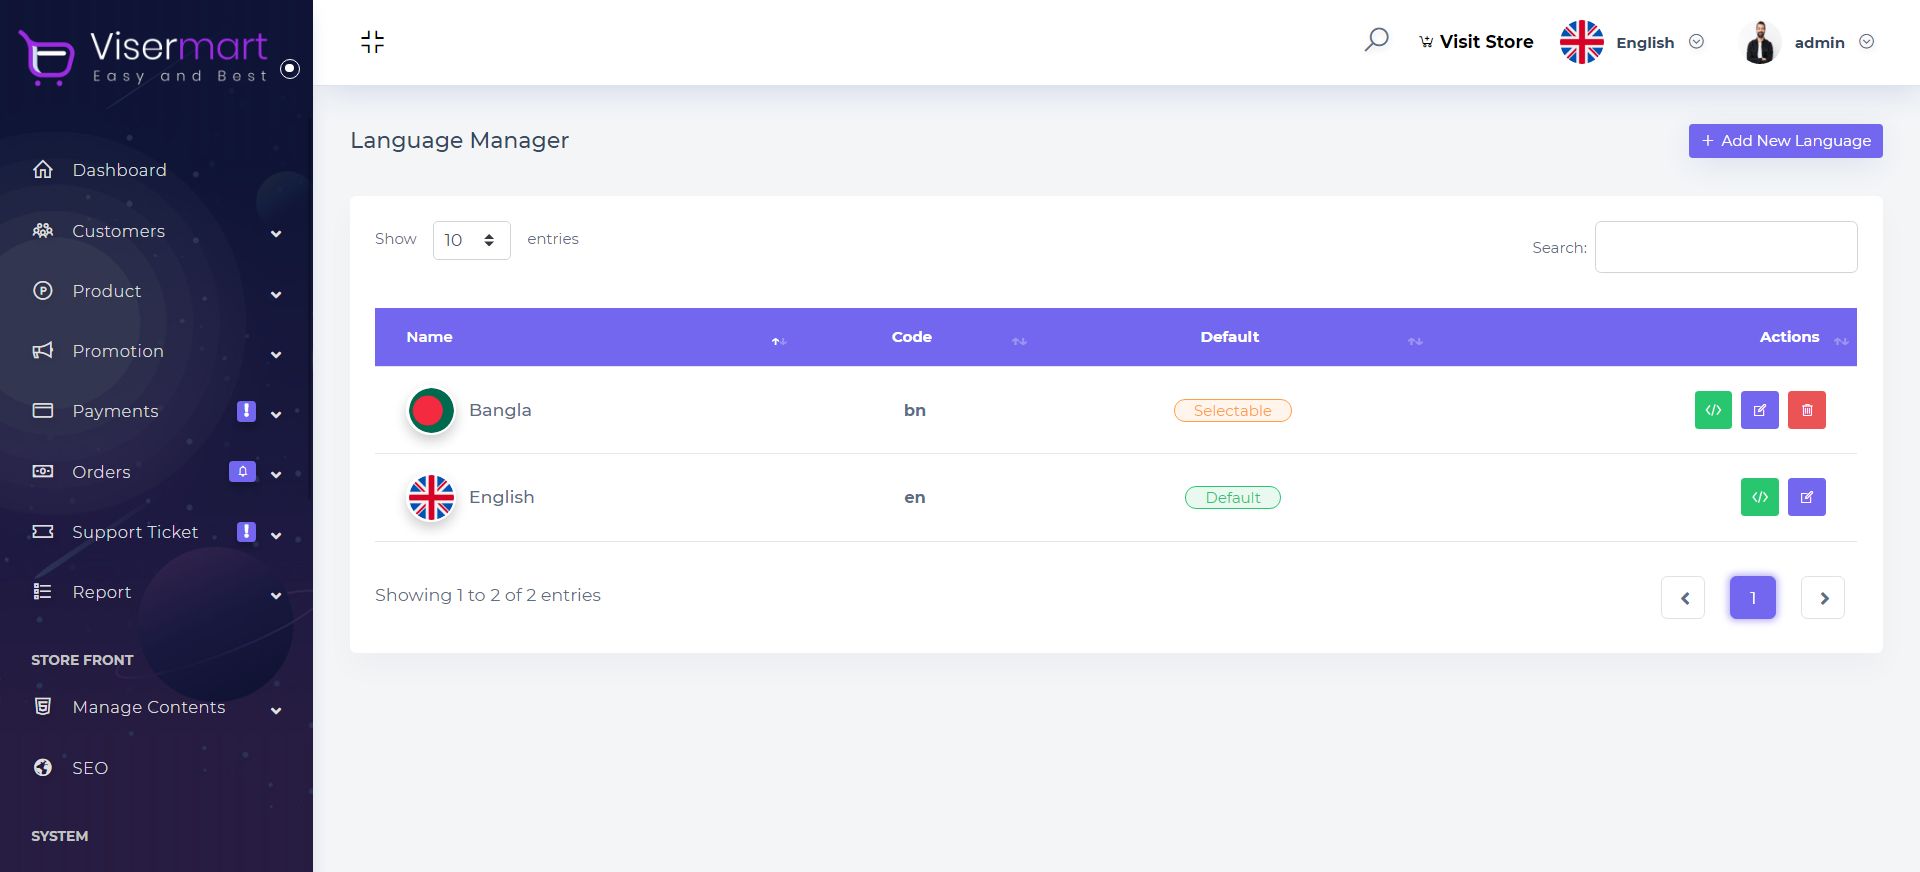 Visermart
Easy and Best
Visit Store
English
admin
Dashboard
Customers
Product
Promotion
Payments !
Orders
Support Ticket !
Report
STORE FRONT
Manage Contents
SEO
SYSTEM
Language Manager
+ Add New Language
Show 10 entries
Search:
Name Code Default Actions
Bangla bn Selectable
English en Default
Showing 1 to 2 of 2 entries
1